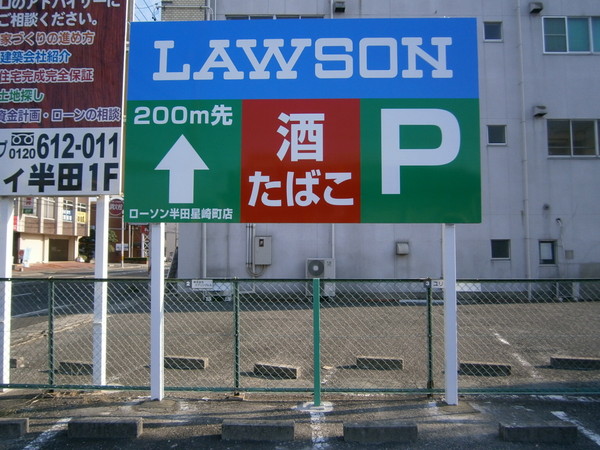 ご相談ください。
家づくりの進め方
建築会社紹介
住宅完成完全保証
土地探し
資金計画・ローンの相談
0120 612-011
半田1F
LAWSON
200m先
酒
たばこ
P
ローソン半田星崎町店